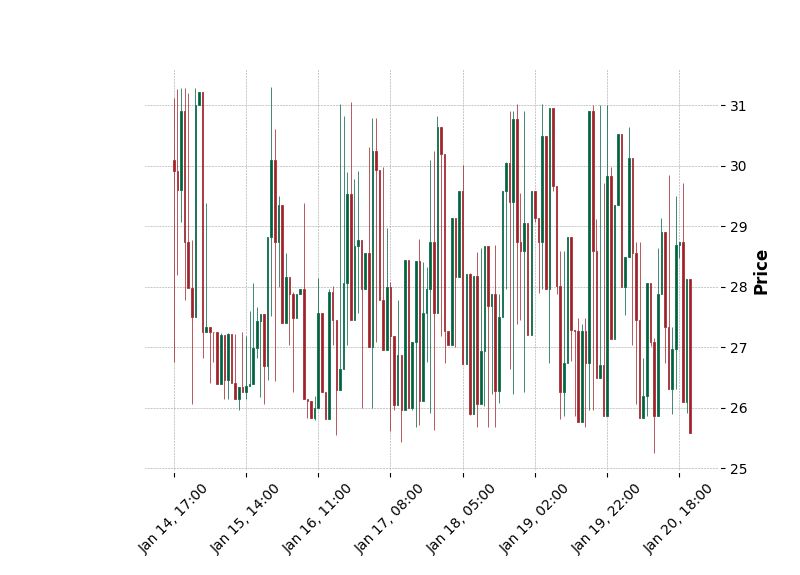 31
30
29
28
27
26
25
Price
Jan 14, 17:00
Jan 15, 14:00
Jan 16, 11:00
Jan 17, 08:00
Jan 18, 05:00
Jan 19, 02:00
Jan 19, 22:00
Jan 20, 18:00